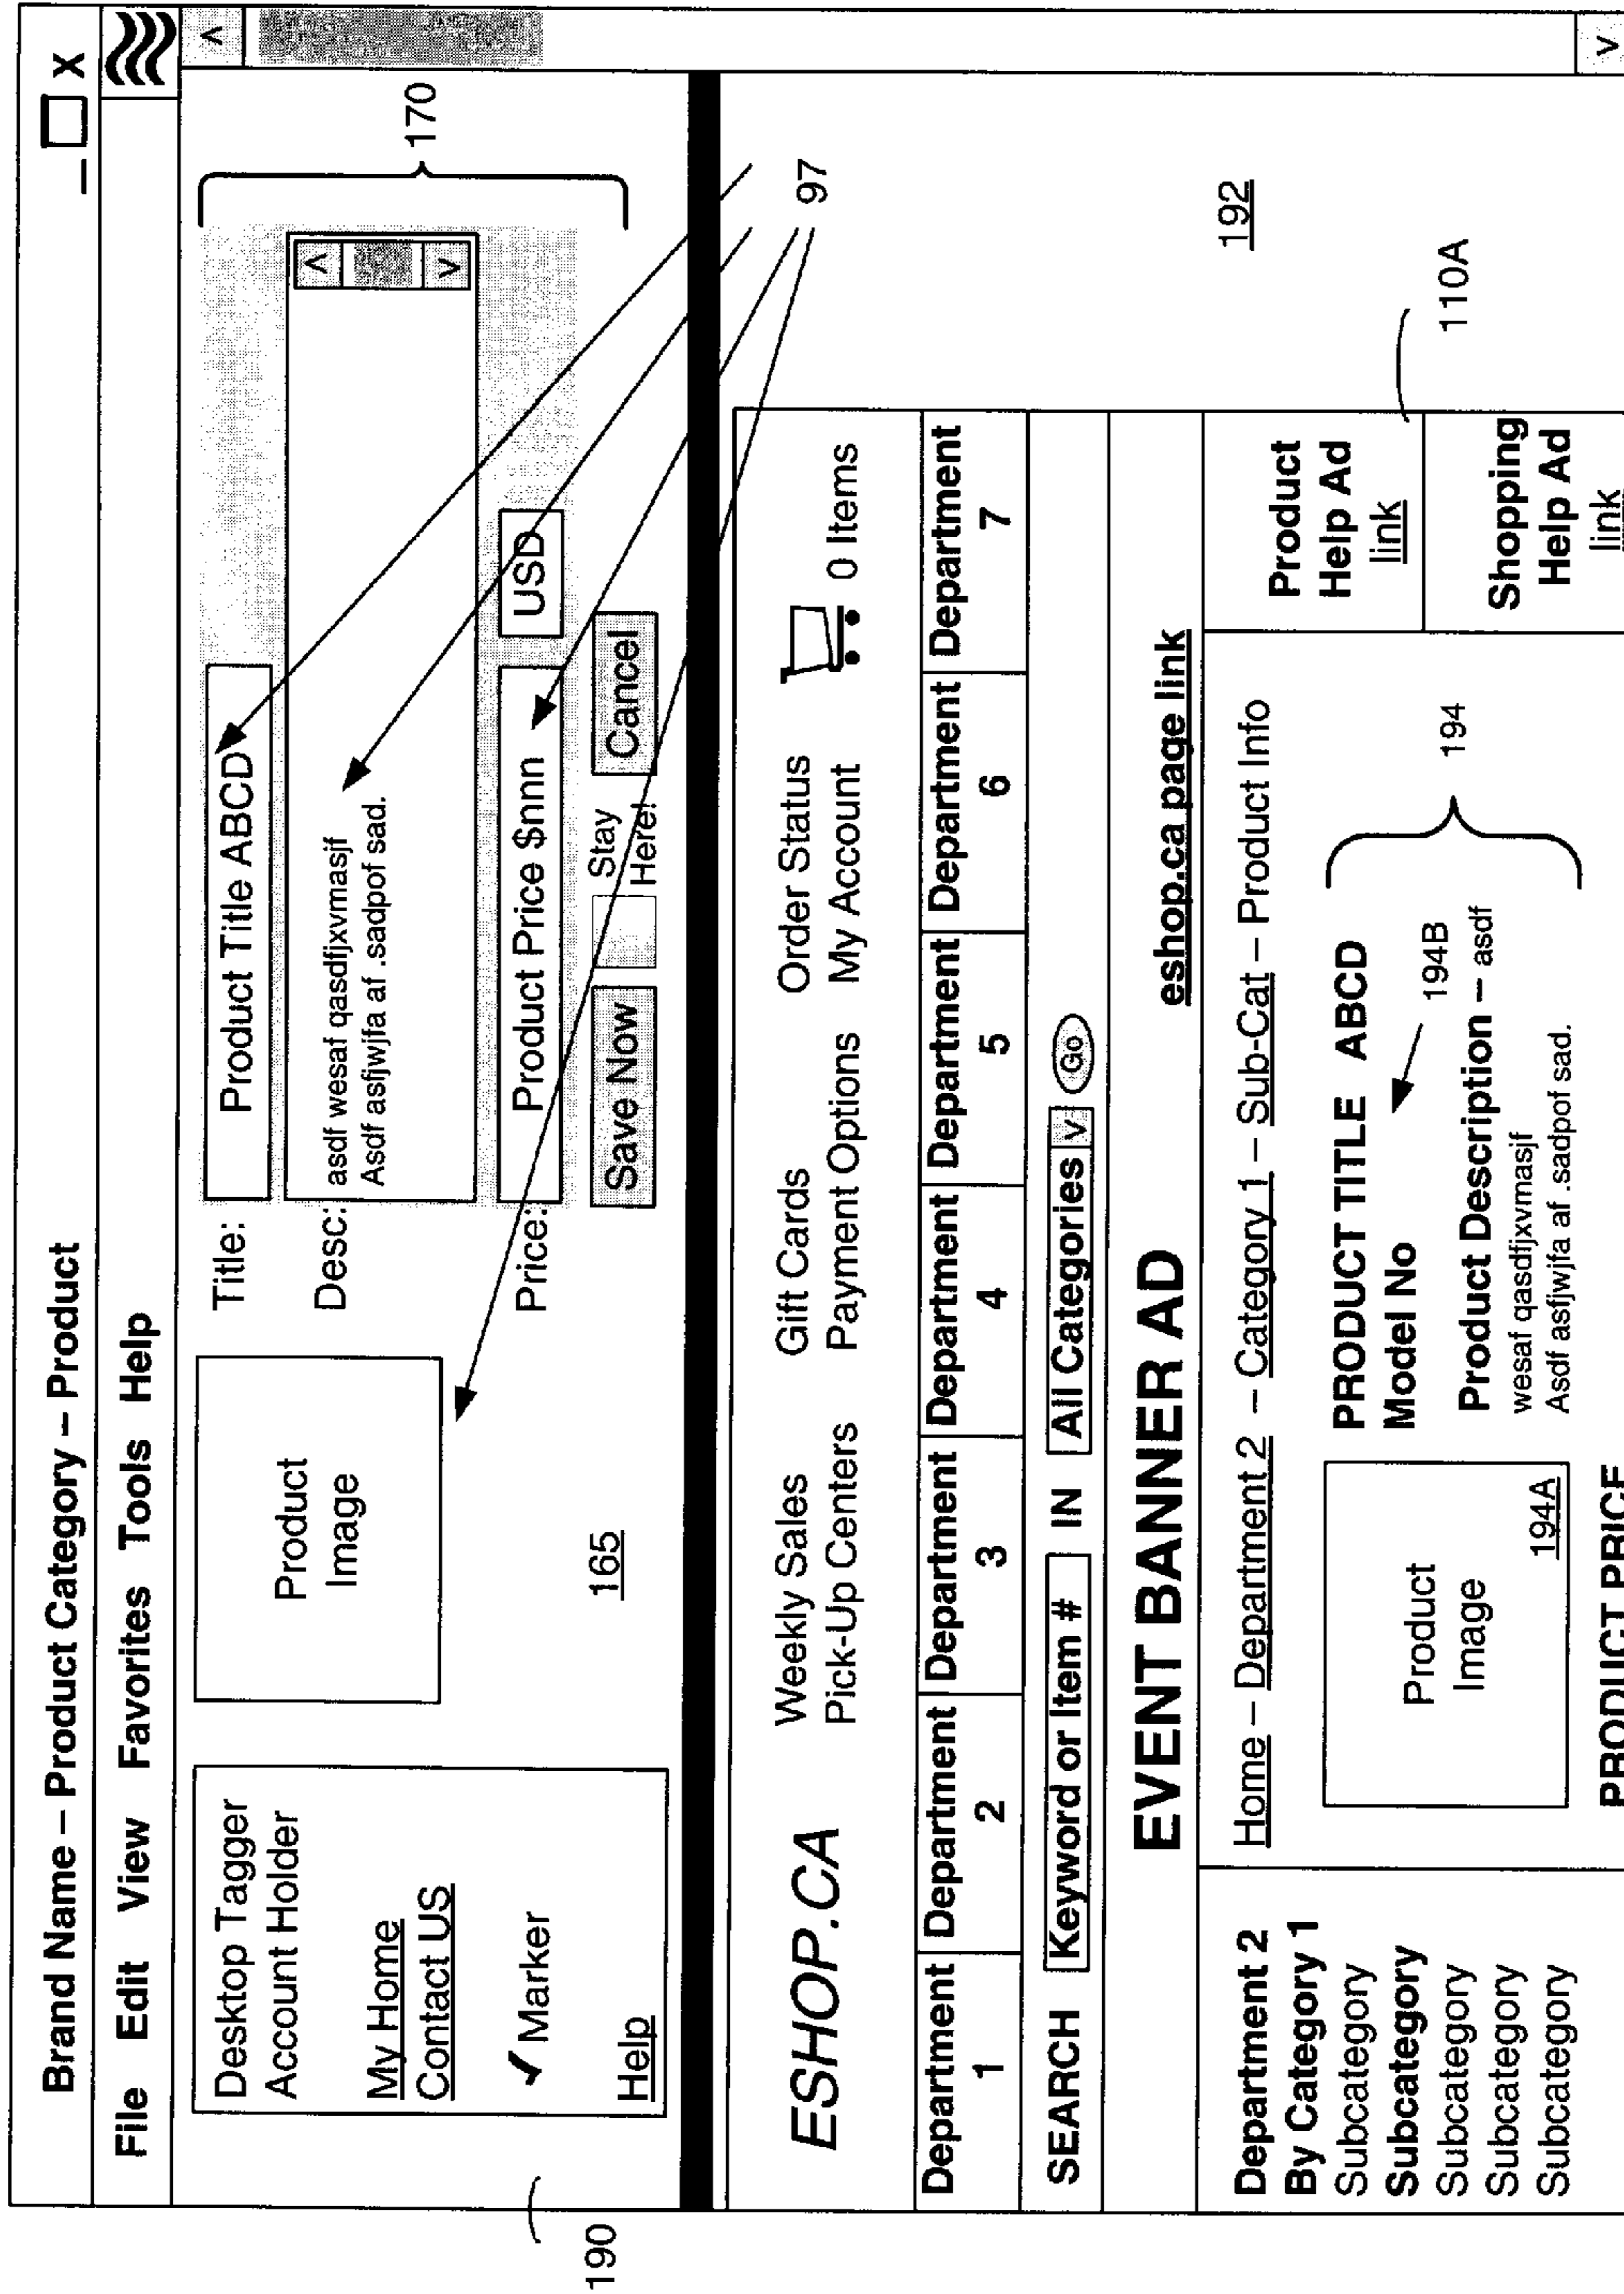 Brand Name – Product Category – Product
_ X
File Edit View Favorites Tools Help
190
Desktop Tagger
Account Holder
My Home
Contact US
✓ Marker
Help
Product
Image
165
Title:
Product Title ABCD
Desc:
asdf wesaf qasdfjxvmasjf
Asdf asfjwjfa af .sadpof sad.
^
v
Price:
Product Price $nnn
USD
Save Now
Stay
Here!
Cancel
170
^
97
ESHOP.CA
Weekly Sales Gift Cards Order Status
Pick-Up Centers Payment Options My Account
0 Items
Department Department Department Department Department Department Department
1 2 3 4 5 6 7
SEARCH Keyword or Item # IN All Categories v Go
EVENT BANNER AD
eshop.ca page link
192
Department 2
By Category 1
Subcategory
Subcategory
Subcategory
Subcategory
Subcategory
Home – Department 2 – Category 1 – Sub-Cat – Product Info
Product
Image
194A
PRODUCT TITLE ABCD
Model No
194B
Product Description – asdf
wesaf qasdfjxvmasjf
Asdf asfjwjfa af .sadpof sad.
194
PRODUCT PRICE
Product
Help Ad
link
110A
Shopping
Help Ad
link
v